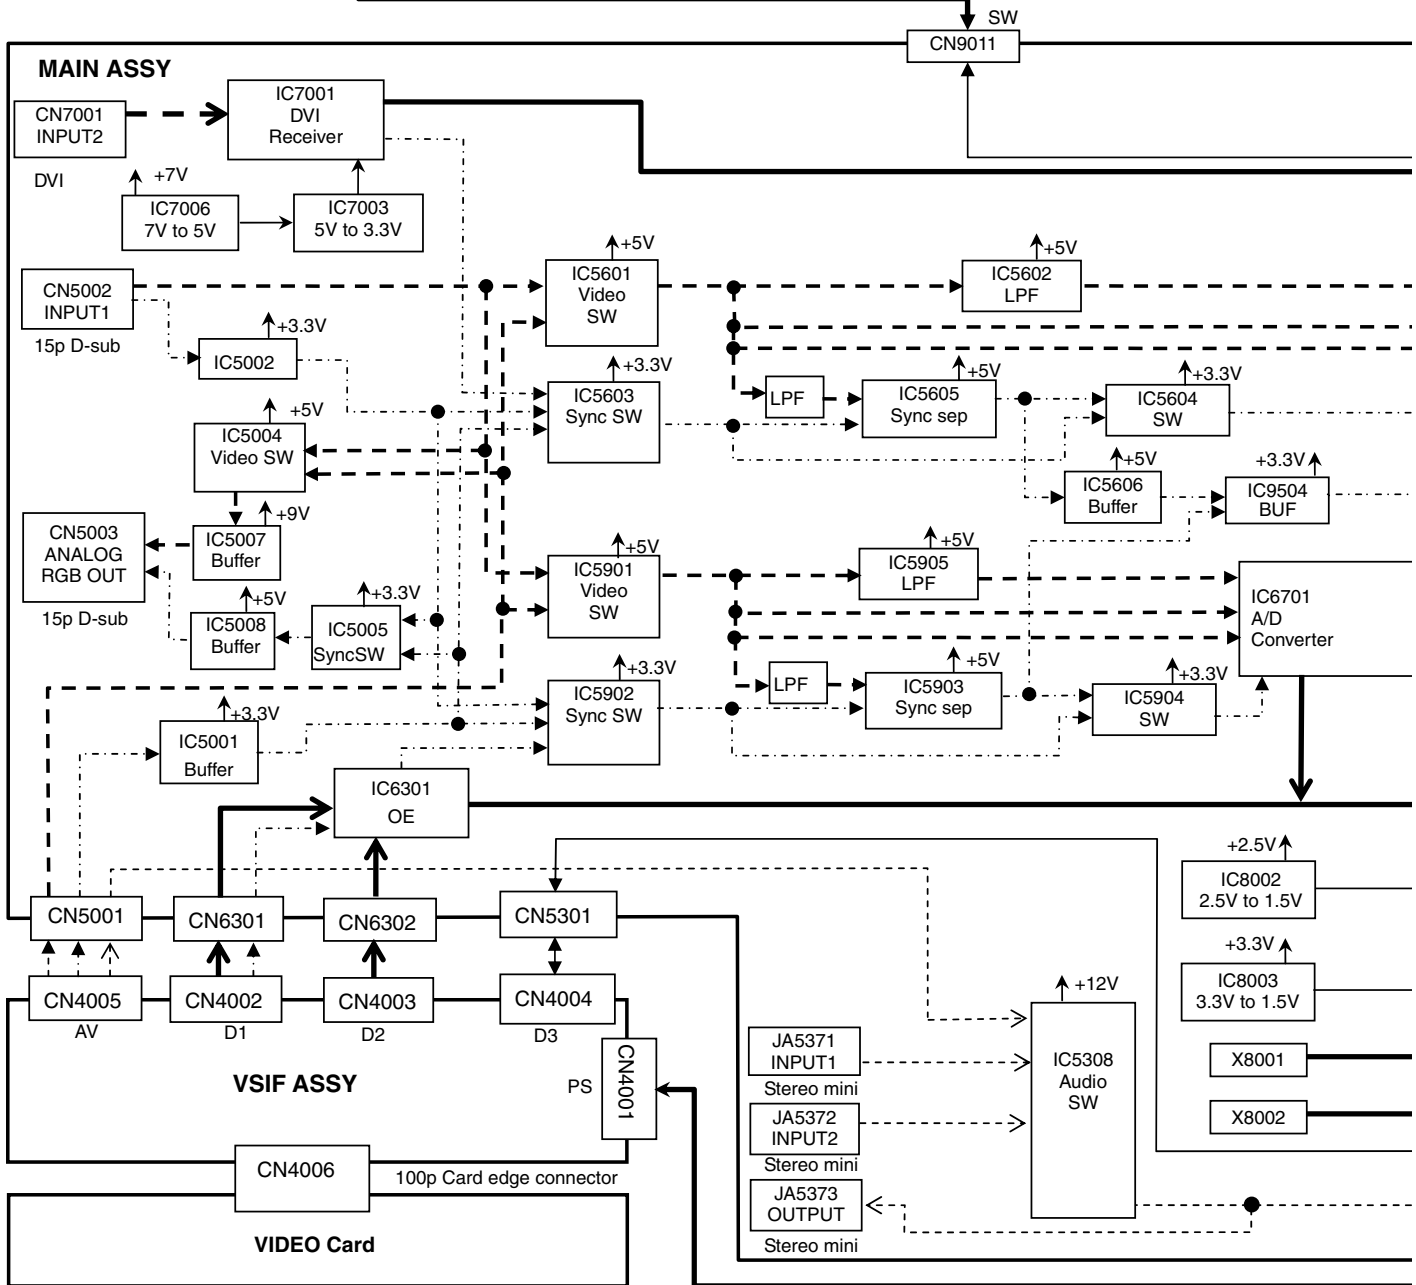 SW
CN9011
MAIN ASSY
CN7001
INPUT2
DVI
IC7001
DVI
Receiver
+7V
IC7006
7V to 5V
IC7003
5V to 3.3V
CN5002
INPUT1
15p D-sub
+3.3V
IC5002
+5V
IC5601
Video
SW
+5V
IC5602
LPF
+3.3V
IC5603
Sync SW
LPF
+5V
IC5605
Sync sep
+3.3V
IC5604
SW
+5V
IC5004
Video SW
+5V
IC5606
Buffer
+3.3V
IC9504
BUF
CN5003
ANALOG
RGB OUT
15p D-sub
+9V
IC5007
Buffer
+5V
IC5008
Buffer
+3.3V
IC5005
SyncSW
+5V
IC5901
Video
SW
+5V
IC5905
LPF
IC6701
A/D
Converter
+3.3V
IC5902
Sync SW
LPF
+5V
IC5903
Sync sep
+3.3V
IC5904
SW
+3.3V
IC5001
Buffer
IC6301
OE
CN5001
CN6301
CN6302
CN5301
+2.5V
IC8002
2.5V to 1.5V
+3.3V
IC8003
3.3V to 1.5V
CN4005
CN4002
CN4003
CN4004
AV
D1
D2
D3
VSIF ASSY
PS
CN4001
+12V
JA5371
INPUT1
Stereo mini
JA5372
INPUT2
Stereo mini
JA5373
OUTPUT
Stereo mini
IC5308
Audio
SW
X8001
X8002
CN4006
100p Card edge connector
VIDEO Card